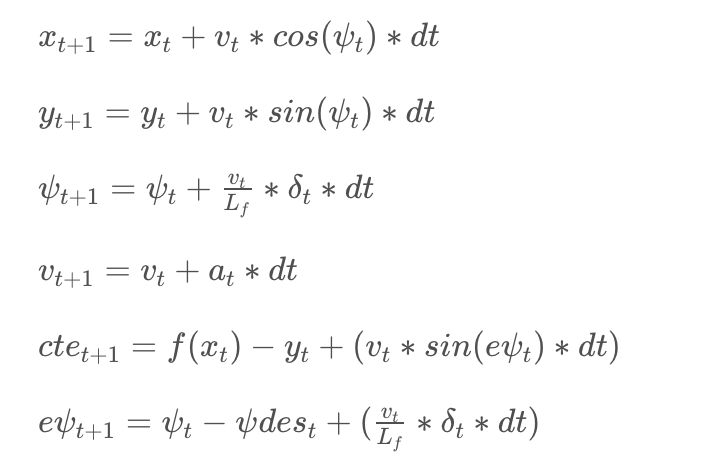 x_{t+1} = x_t + v_t * cos(ψ_t) * dt
y_{t+1} = y_t + v_t * sin(ψ_t) * dt
ψ_{t+1} = ψ_t + \frac{v_t}{L_f} * δ_t * dt
v_{t+1} = v_t + a_t * dt
cte_{t+1} = f(x_t) − y_t + (v_t * sin(eψ_t) * dt)
eψ_{t+1} = ψ_t − ψdes_t + (\frac{v_t}{L_f} * δ_t * dt)